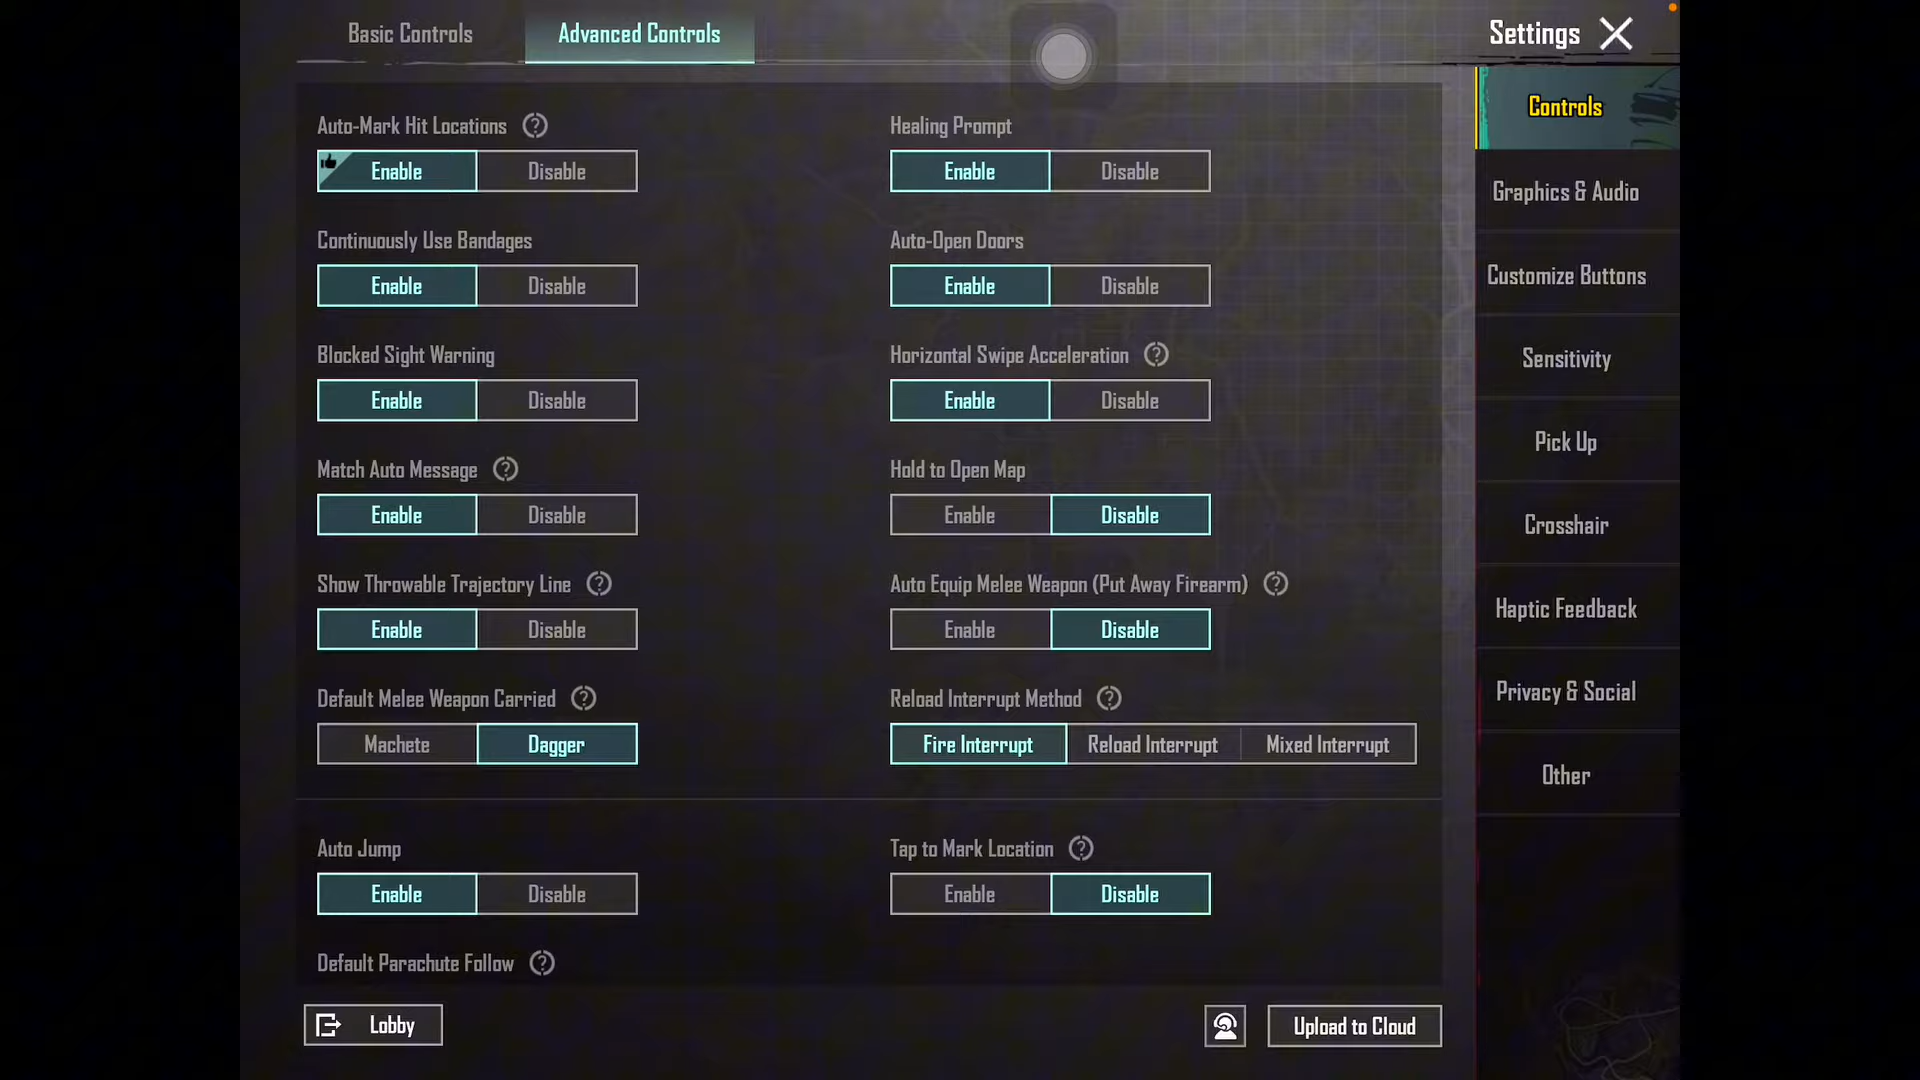 Basic Controls
Advanced Controls
Settings
Controls
Graphics & Audio
Customize Buttons
Sensitivity
Pick Up
Crosshair
Haptic Feedback
Privacy & Social
Other
Auto-Mark Hit Locations ?
Enable Disable
Healing Prompt
Enable Disable
Continuously Use Bandages
Enable Disable
Auto-Open Doors
Enable Disable
Blocked Sight Warning
Enable Disable
Horizontal Swipe Acceleration ?
Enable Disable
Match Auto Message ?
Enable Disable
Hold to Open Map
Enable Disable
Show Throwable Trajectory Line ?
Enable Disable
Auto Equip Melee Weapon (Put Away Firearm) ?
Enable Disable
Default Melee Weapon Carried ?
Machete Dagger
Reload Interrupt Method ?
Fire Interrupt Reload Interrupt Mixed Interrupt
Auto Jump
Enable Disable
Tap to Mark Location ?
Enable Disable
Default Parachute Follow ?
Lobby
Upload to Cloud